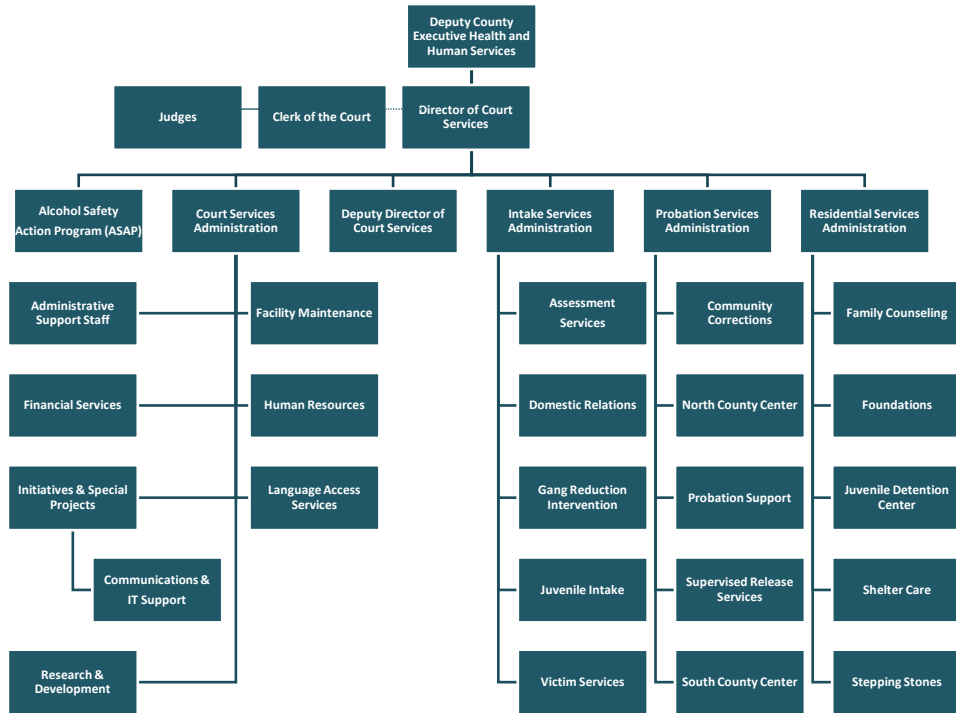 Deputy County
Executive Health and
Human Services
Judges
Clerk of the Court
Director of Court
Services
Alcohol Safety
Action Program (ASAP)
Court Services
Administration
Deputy Director of
Court Services
Intake Services
Administration
Probation Services
Administration
Residential Services
Administration
Administrative
Support Staff
Facility Maintenance
Assessment
Services
Community
Corrections
Family Counseling
Financial Services
Human Resources
Domestic Relations
North County Center
Foundations
Initiatives & Special
Projects
Language Access
Services
Gang Reduction
Intervention
Probation Support
Juvenile Detention
Center
Communications &
IT Support
Juvenile Intake
Supervised Release
Services
Shelter Care
Research &
Development
Victim Services
South County Center
Stepping Stones